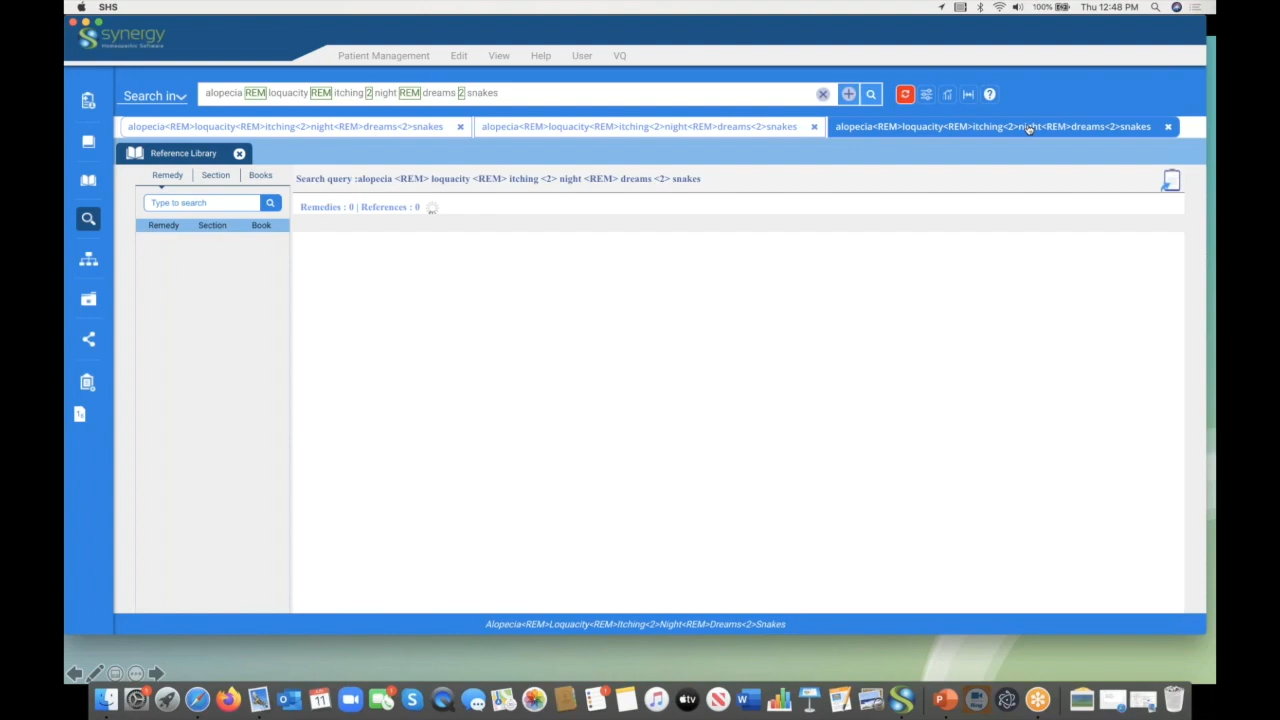 SHS
100%
Thu 12:48 PM
synergy
Homeopathic Software
Patient Management Edit View Help User VQ
Search in
alopecia REM loquacity REM itching 2 night REM dreams 2 snakes
alopecia<REM>loquacity<REM>itching<2>night<REM>dreams<2>snakes
alopecia<REM>loquacity<REM>itching<2>night<REM>dreams<2>snakes
alopecia<REM>loquacity<REM>itching<2>night<REM>dreams<2>snakes
Reference Library
Remedy Section Books
Search query :alopecia <REM> loquacity <REM> itching <2> night <REM> dreams <2> snakes
Type to search
Remedies : 0 | References : 0
Remedy Section Book
Alopecia<REM>Loquacity<REM>Itching<2>Night<REM>Dreams<2>Snakes
11
tv